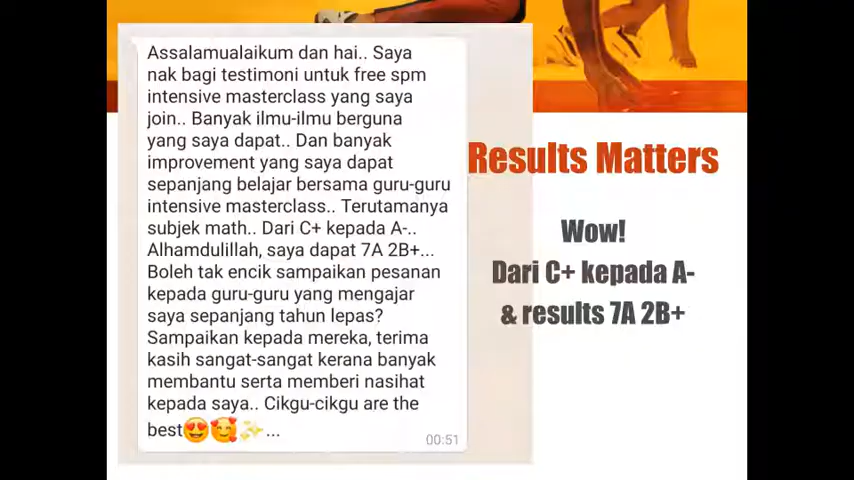 Assalamualaikum dan hai.. Saya
nak bagi testimoni untuk free spm
intensive masterclass yang saya
join.. Banyak ilmu-ilmu berguna
yang saya dapat.. Dan banyak
improvement yang saya dapat
sepanjang belajar bersama guru-guru
intensive masterclass.. Terutamanya
subjek math.. Dari C+ kepada A-..
Alhamdulillah, saya dapat 7A 2B+...
Boleh tak encik sampaikan pesanan
kepada guru-guru yang mengajar
saya sepanjang tahun lepas?
Sampaikan kepada mereka, terima
kasih sangat-sangat kerana banyak
membantu serta memberi nasihat
kepada saya.. Cikgu-cikgu are the
best😍🥰✨...
00:51
Results Matters
Wow!
Dari C+ kepada A-
& results 7A 2B+